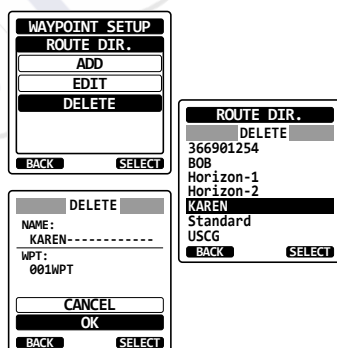 WAYPOINT SETUP
ROUTE DIR.
ADD
EDIT
DELETE
BACK SELECT
ROUTE DIR.
DELETE
366901254
BOB
Horizon-1
Horizon-2
KAREN
Standard
USCG
BACK SELECT
DELETE
NAME:
KAREN------------
WPT:
001WPT
CANCEL
OK
BACK SELECT